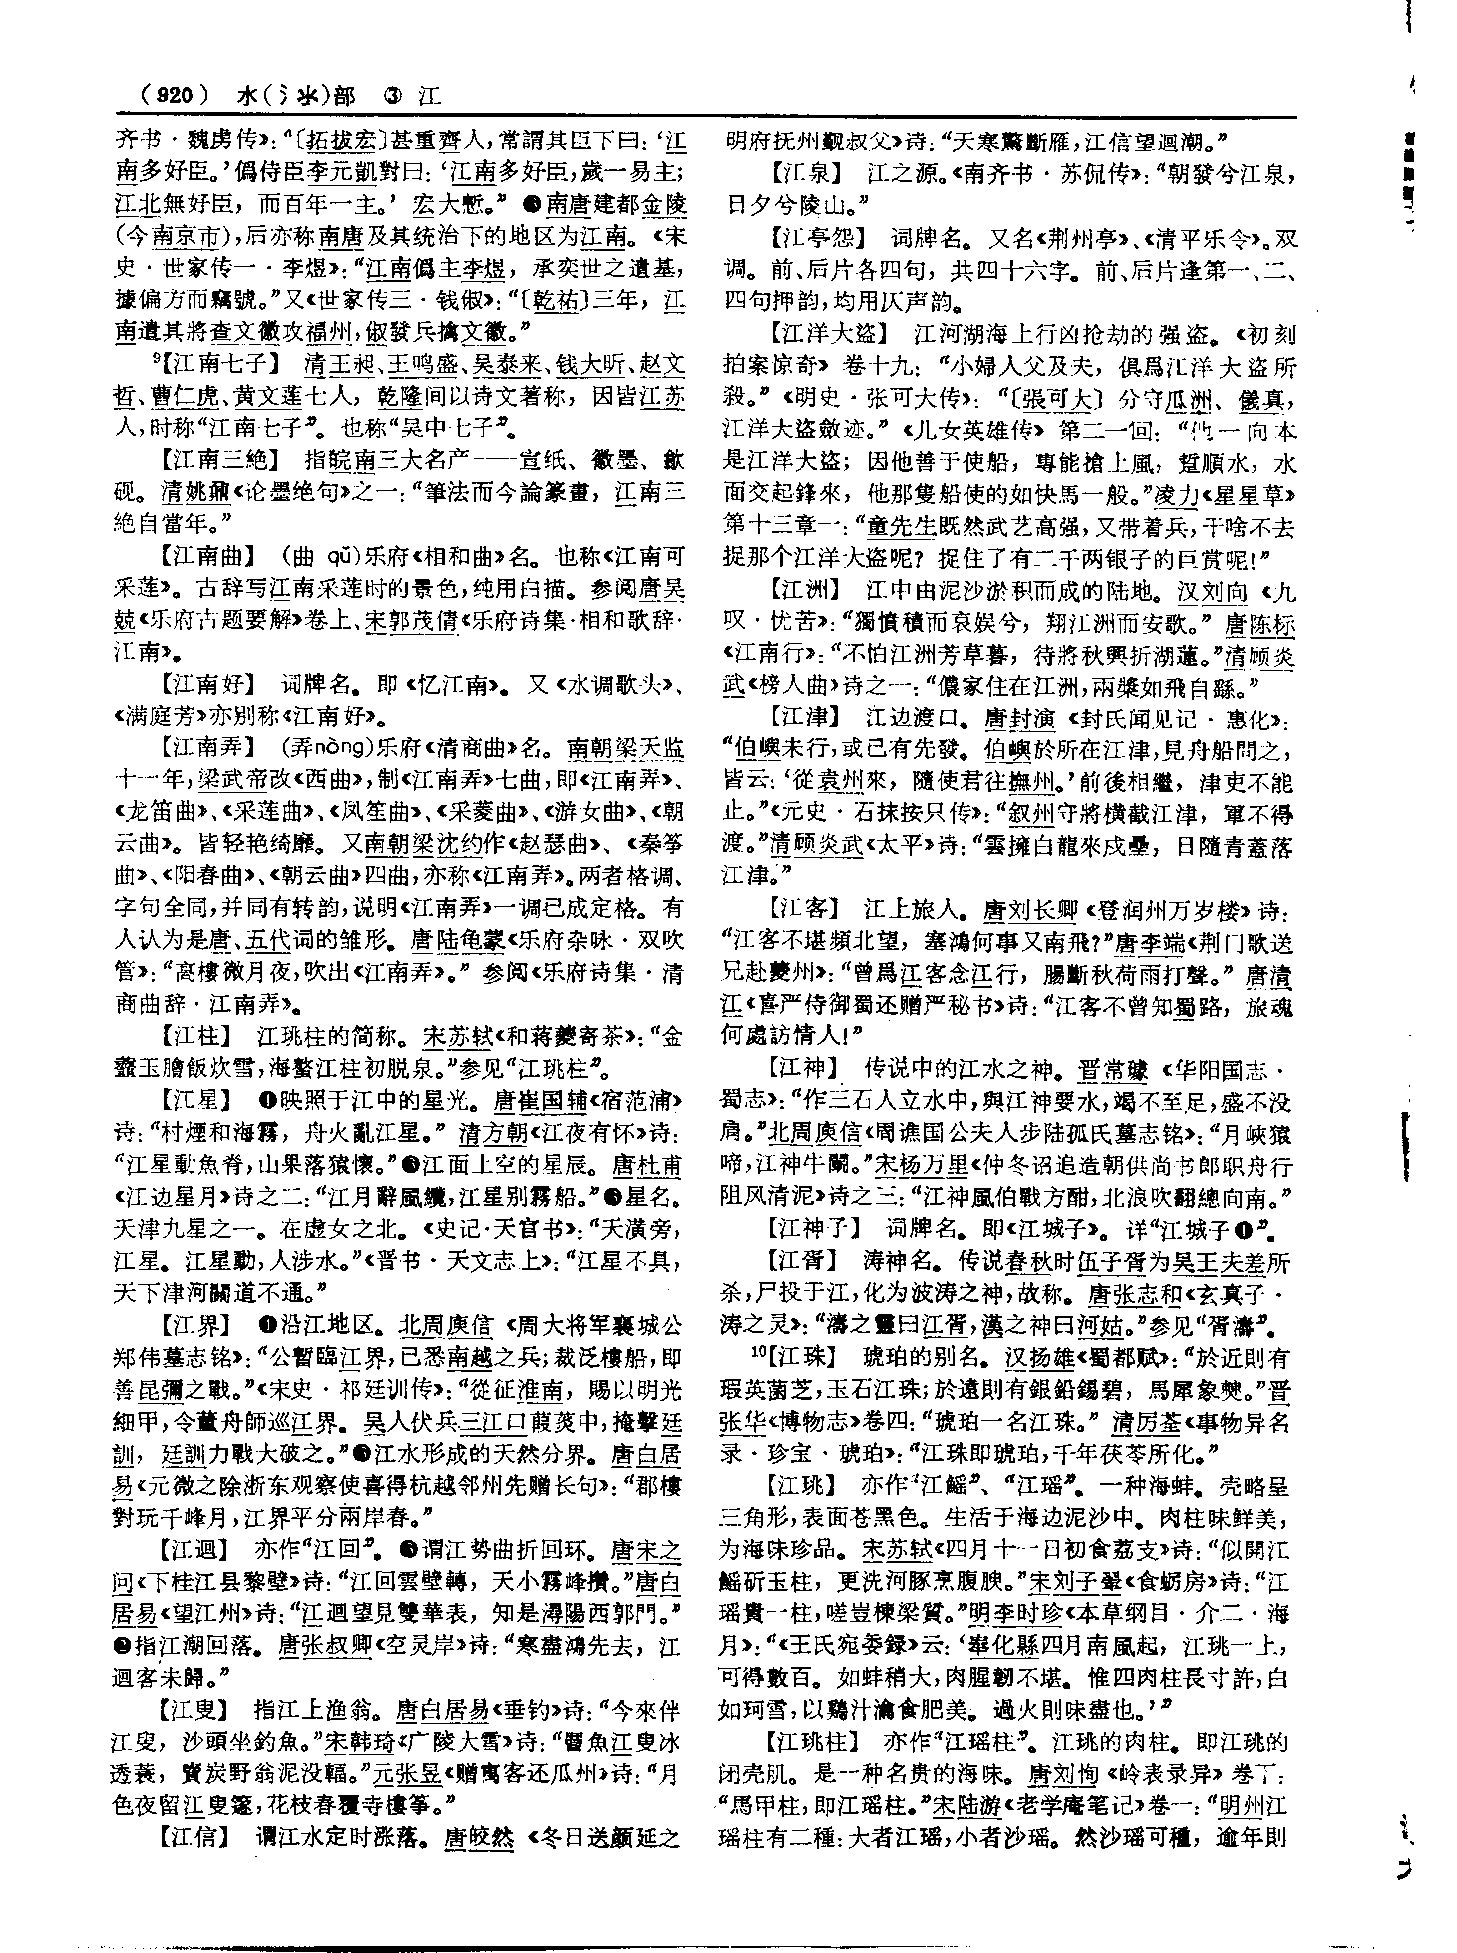 （920） 水（氵氺）部 ③ 江
齐书·魏虏传》：“〔拓拔宏〕甚重齊人，常謂其臣下曰：‘江
南多好臣。’僞侍臣李元凱對曰：‘江南多好臣，歲一易主；
江北無好臣，而百年一主。’宏大慙。” ❸南唐建都金陵
（今南京市），后亦称南唐及其统治下的地区为江南。《宋
史·世家传一·李煜》：“江南僞主李煜，承奕世之遺基，
據偏方而竊號。”又《世家传三·钱俶》：“〔乾祐〕三年，江
南遣其將查文徽攻福州，俶發兵擒文徽。”
9【江南七子】 清王昶、王鸣盛、吴泰来、钱大昕、赵文
哲、曹仁虎、黄文莲七人，乾隆间以诗文著称，因皆江苏
人，时称“江南七子”。也称“吴中七子”。
【江南三絶】 指皖南三大名产——宣纸、徽墨、歙
砚。清姚鼐《论墨绝句》之一：“筆法而今論篆畫，江南三
絶自當年。”
【江南曲】 （曲 qǔ）乐府《相和曲》名。也称《江南可
采莲》。古辞写江南采莲时的景色，纯用白描。参阅唐吴
兢《乐府古题要解》卷上、宋郭茂倩《乐府诗集·相和歌辞·
江南》。
【江南好】 词牌名。即《忆江南》。又《水调歌头》、
《满庭芳》亦别称《江南好》。
【江南弄】 （弄nòng）乐府《清商曲》名。南朝梁天监
十一年，梁武帝改《西曲》，制《江南弄》七曲，即《江南弄》、
《龙笛曲》、《采莲曲》、《凤笙曲》、《采菱曲》、《游女曲》、《朝
云曲》。皆轻艳绮靡。又南朝梁沈约作《赵瑟曲》、《秦筝
曲》、《阳春曲》、《朝云曲》四曲，亦称《江南弄》。两者格调、
字句全同，并同有转韵，说明《江南弄》一调已成定格。有
人认为是唐、五代词的雏形。唐陆龟蒙《乐府杂咏·双吹
管》：“高樓微月夜，吹出《江南弄》。”参阅《乐府诗集·清
商曲辞·江南弄》。
【江柱】 江珧柱的简称。宋苏轼《和蒋夔寄茶》：“金
虀玉膾飯炊雪，海螯江柱初脱泉。”参见“江珧柱”。
【江星】 ❶映照于江中的星光。唐崔国辅《宿范浦》
诗：“村煙和海霧，舟火亂江星。”清方朝《江夜有怀》诗：
“江星動魚脊，山果落猿懷。”❷江面上空的星辰。唐杜甫
《江边星月》诗之二：“江月辭風纜，江星别霧船。”❸星名。
天津九星之一。在虚女之北。《史记·天官书》：“天潢旁，
江星。江星動，人涉水。”《晋书·天文志上》：“江星不具，
天下津河關道不通。”
【江界】 ❶沿江地区。北周庾信《周大将军襄城公
郑伟墓志铭》：“公暫臨江界，已悉南越之兵；裁泛樓船，即
善昆彌之戰。”《宋史·祁廷训传》：“從征淮南，賜以明光
細甲，令董舟師巡江界。吴人伏兵三江口葭菼中，掩擊廷
訓，廷訓力戰大破之。”❷江水形成的天然分界。唐白居
易《元微之除浙东观察使喜得杭越邻州先赠长句》：“郡樓
對玩千峰月，江界平分兩岸春。”
【江迴】 亦作“江回”。❶谓江势曲折回环。唐宋之
问《下桂江县黎壁》诗：“江回雲壁轉，天小霧峰攢。”唐白
居易《望江州》诗：“江迴望見雙華表，知是潯陽西郭門。”
❷指江潮回落。唐张叔卿《空灵岸》诗：“寒盡鴻先去，江
迴客未歸。”
【江叟】 指江上渔翁。唐白居易《垂钓》诗：“今來伴
江叟，沙頭坐釣魚。”宋韩琦《广陵大雪》诗：“鬻魚江叟冰
透蓑，賣炭野翁泥没輻。”元张昱《赠寓客还瓜州》诗：“月
色夜留江叟篴，花枝春覆寺樓筝。”
【江信】 谓江水定时涨落。唐皎然《冬日送颜延之
明府抚州觐叔父》诗：“天寒驚斷雁，江信望迴潮。”
【江泉】 江之源。《南齐书·苏侃传》：“朝發兮江泉，
日夕兮陵山。”
【江亭怨】 词牌名。又名《荆州亭》、《清平乐令》。双
调。前、后片各四句，共四十六字。前、后片逢第一、二、
四句押韵，均用仄声韵。
【江洋大盗】 江河湖海上行凶抢劫的强盗。《初刻
拍案惊奇》卷十九：“小婦人父及夫，俱爲江洋大盗所
殺。”《明史·张可大传》：“〔張可大〕分守瓜洲、儀真，
江洋大盗斂迹。”《儿女英雄传》第二一回：“他一向本
是江洋大盗；因他善于使船，專能搶上風，踅順水，水
面交起鋒來，他那隻船使的如快馬一般。”凌力《星星草》
第十三章一：“童先生既然武艺高强，又带着兵，干啥不去
捉那个江洋大盗呢？捉住了有二千两银子的巨赏呢！”
【江洲】 江中由泥沙淤积而成的陆地。汉刘向《九
叹·忧苦》：“獨憤積而哀娱兮，翔江洲而安歌。”唐陈标
《江南行》：“不怕江洲芳草暮，待將秋興折湖蓮。”清顾炎
武《榜人曲》诗之一：“儂家住在江洲，兩槳如飛自繇。”
【江津】 江边渡口。唐封演《封氏闻见记·惠化》：
“伯嶼未行，或已有先發。伯嶼於所在江津，見舟船問之，
皆云：‘從袁州來，隨使君往撫州。’前後相繼，津吏不能
止。”《元史·石抹按只传》：“叙州守將横截江津，軍不得
渡。”清顾炎武《太平》诗：“雲擁白龍來戍壘，日隨青蓋落
江津。”
【江客】 江上旅人。唐刘长卿《登润州万岁楼》诗：
“江客不堪頻北望，塞鴻何事又南飛？”唐李端《荆门歌送
兄赴夔州》：“曾爲江客念江行，腸斷秋荷雨打聲。”唐清
江《喜严侍御蜀还赠严秘书》诗：“江客不曾知蜀路，旅魂
何處訪情人！”
【江神】 传说中的江水之神。晋常璩《华阳国志·
蜀志》：“作三石人立水中，與江神要水，竭不至足，盛不没
肩。”北周庾信《周谯国公夫人步陆孤氏墓志铭》：“月峽猿
啼，江神牛鬭。”宋杨万里《仲冬诏追造朝供尚书郎职舟行
阻风清泥》诗之三：“江神風伯戰方酣，北浪吹翻總向南。”
【江神子】 词牌名。即《江城子》。详“江城子❶”。
【江胥】 涛神名。传说春秋时伍子胥为吴王夫差所
杀，尸投于江，化为波涛之神，故称。唐张志和《玄真子·
涛之灵》：“濤之靈曰江胥，漢之神曰河姑。”参见“胥濤”。
10【江珠】 琥珀的别名。汉扬雄《蜀都赋》：“於近則有
瑕英菌芝，玉石江珠；於遠則有銀鉛錫碧，馬犀象僰。”晋
张华《博物志》卷四：“琥珀一名江珠。”清厉荃《事物异名
录·珍宝·琥珀》：“江珠即琥珀，千年茯苓所化。”
【江珧】 亦作“江鰩”、“江瑶”。一种海蚌。壳略呈
三角形，表面苍黑色。生活于海边泥沙中。肉柱味鲜美，
为海味珍品。宋苏轼《四月十一日初食荔支》诗：“似開江
鰩斫玉柱，更洗河豚烹腹腴。”宋刘子翚《食蛎房》诗：“江
瑶貴一柱，嗟豈棟梁質。”明李时珍《本草纲目·介二·海
月》：“《王氏宛委録》云：‘奉化縣四月南風起，江珧一上，
可得數百。如蚌稍大，肉腥韌不堪。惟四肉柱長寸許，白
如珂雪，以鷄汁瀹食肥美。過火則味盡也。’”
【江珧柱】 亦作“江瑶柱”。江珧的肉柱。即江珧的
闭壳肌。是一种名贵的海味。唐刘恂《岭表录异》卷下：
“馬甲柱，即江瑶柱。”宋陆游《老学庵笔记》卷一：“明州江
瑶柱有二種：大者江瑶，小者沙瑶。然沙瑶可種，逾年則